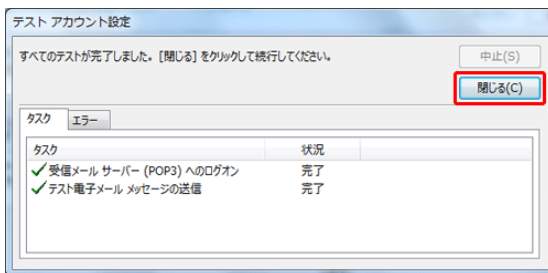 テスト アカウント設定
すべてのテストが完了しました。[閉じる] をクリックして続行してください。
中止(S)
閉じる(C)
タスク
エラー
タスク 状況
受信メール サーバー (POP3) へのログオン 完了
テスト電子メール メッセージの送信 完了